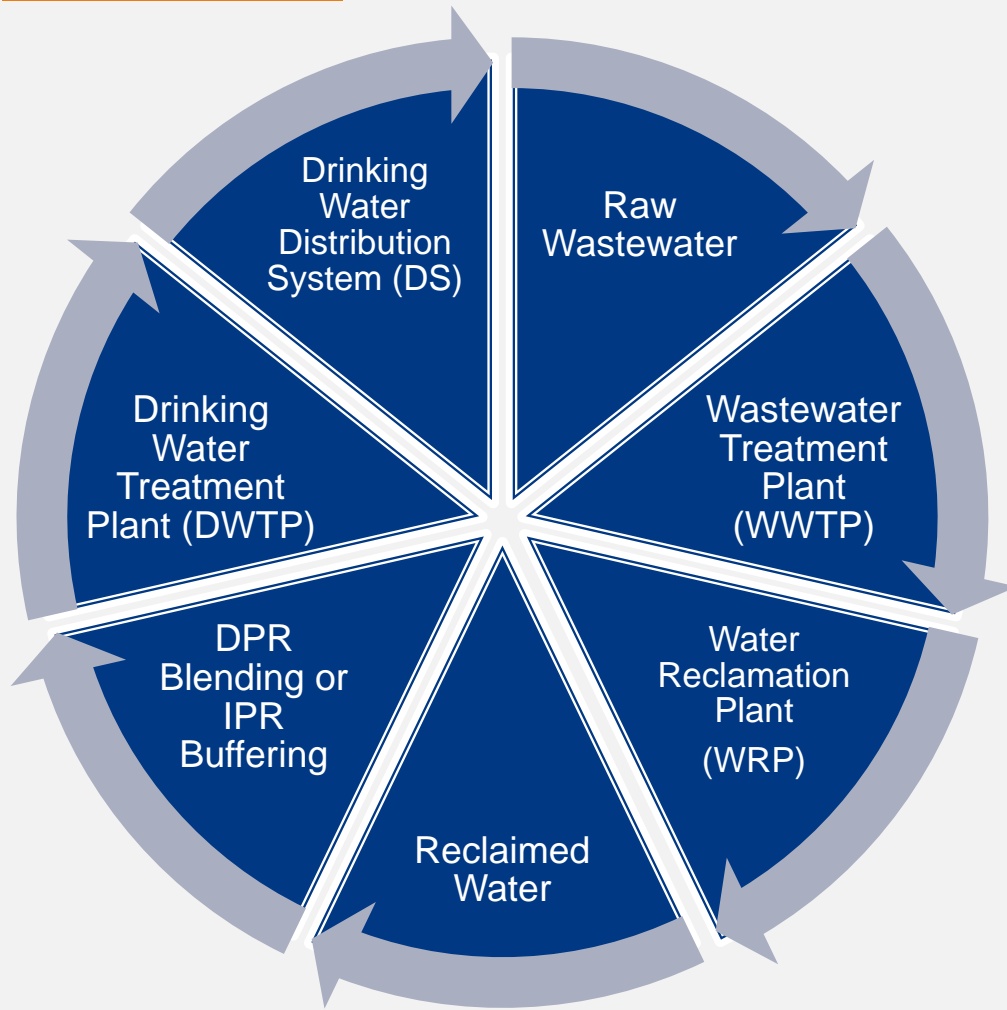 Drinking
Water
Distribution
System (DS)
Raw
Wastewater
Wastewater
Treatment
Plant
(WWTP)
Water
Reclamation
Plant
(WRP)
Reclaimed
Water
DPR
Blending or
IPR
Buffering
Drinking
Water
Treatment
Plant (DWTP)